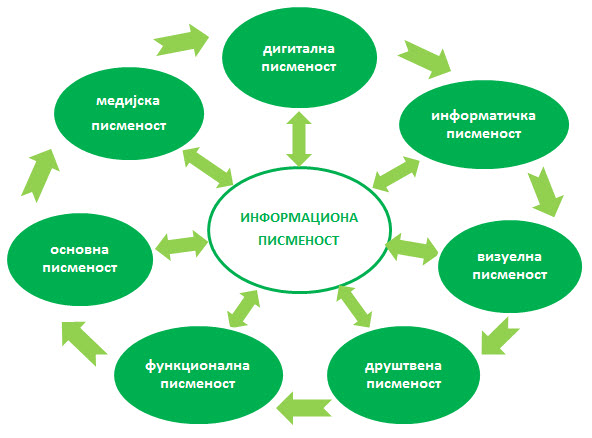 дигитална
писменост
информатичка
писменост
визуелна
писменост
друштвена
писменост
функционална
писменост
основна
писменост
медијска
писменост
ИНФОРМАЦИОНА
ПИСМЕНОСТ